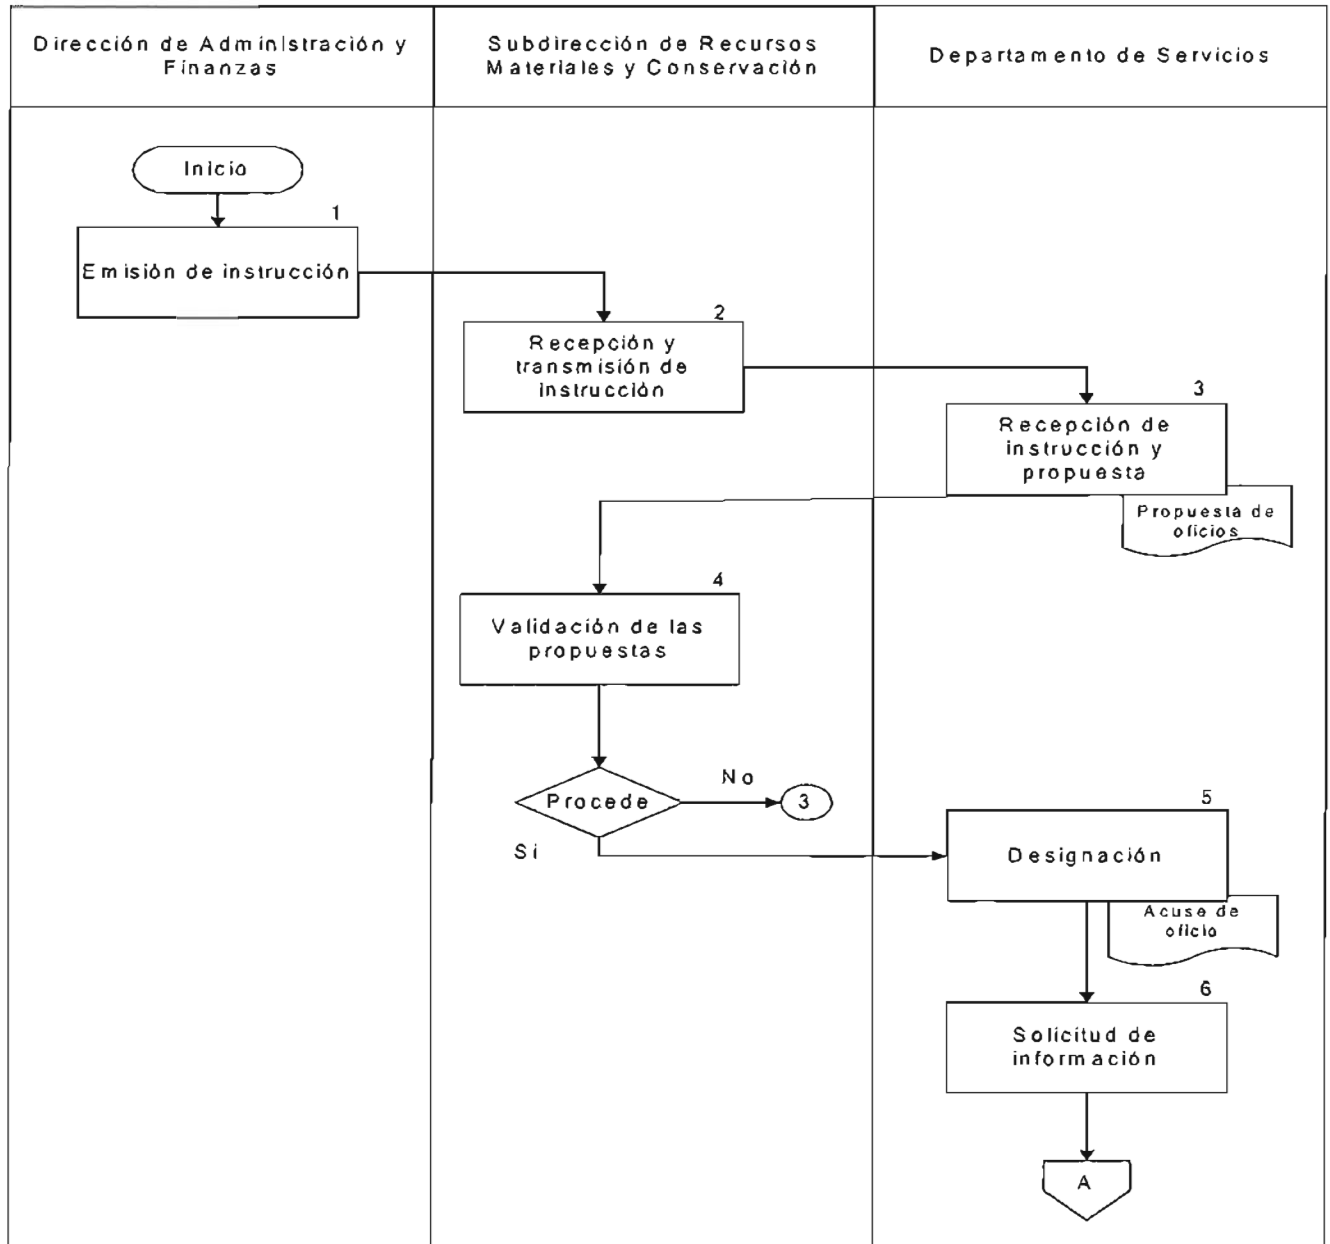 Dirección de Administración y
Finanzas
Subdirección de Recursos
Materiales y Conservación
Departamento de Servicios
Inicio
1
Emisión de instrucción
2
Recepción y
transmisión de
instrucción
3
Recepción de
instrucción y
propuesta
Propuesta de
oficios
4
Validación de las
propuestas
Procede
No
3
Si
5
Designación
Acuse de
oficio
6
Solicitud de
información
A